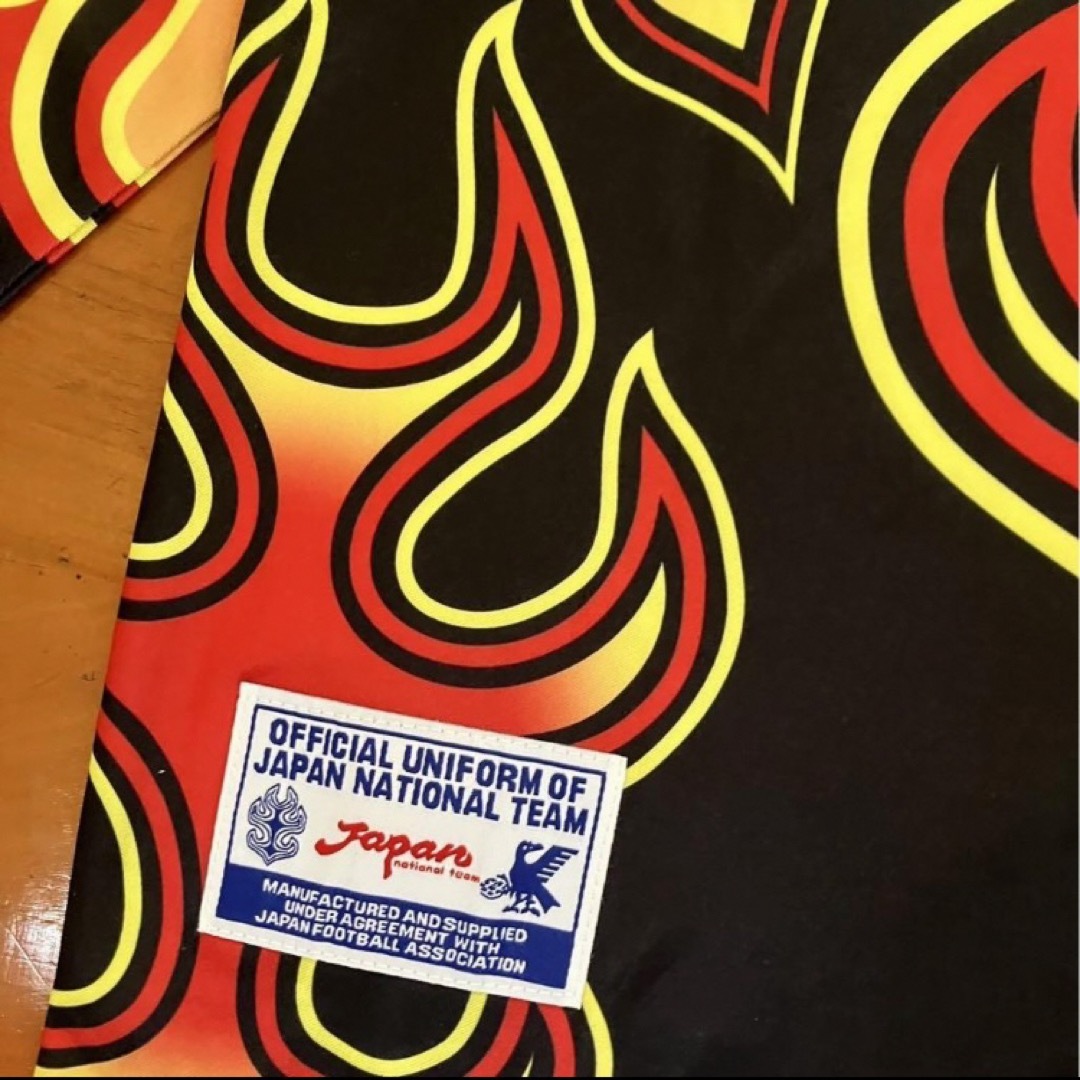 OFFICIAL UNIFORM OF
JAPAN NATIONAL TEAM
Japan
national team
MANUFACTURED AND SUPPLIED
UNDER AGREEMENT WITH
JAPAN FOOTBALL ASSOCIATION